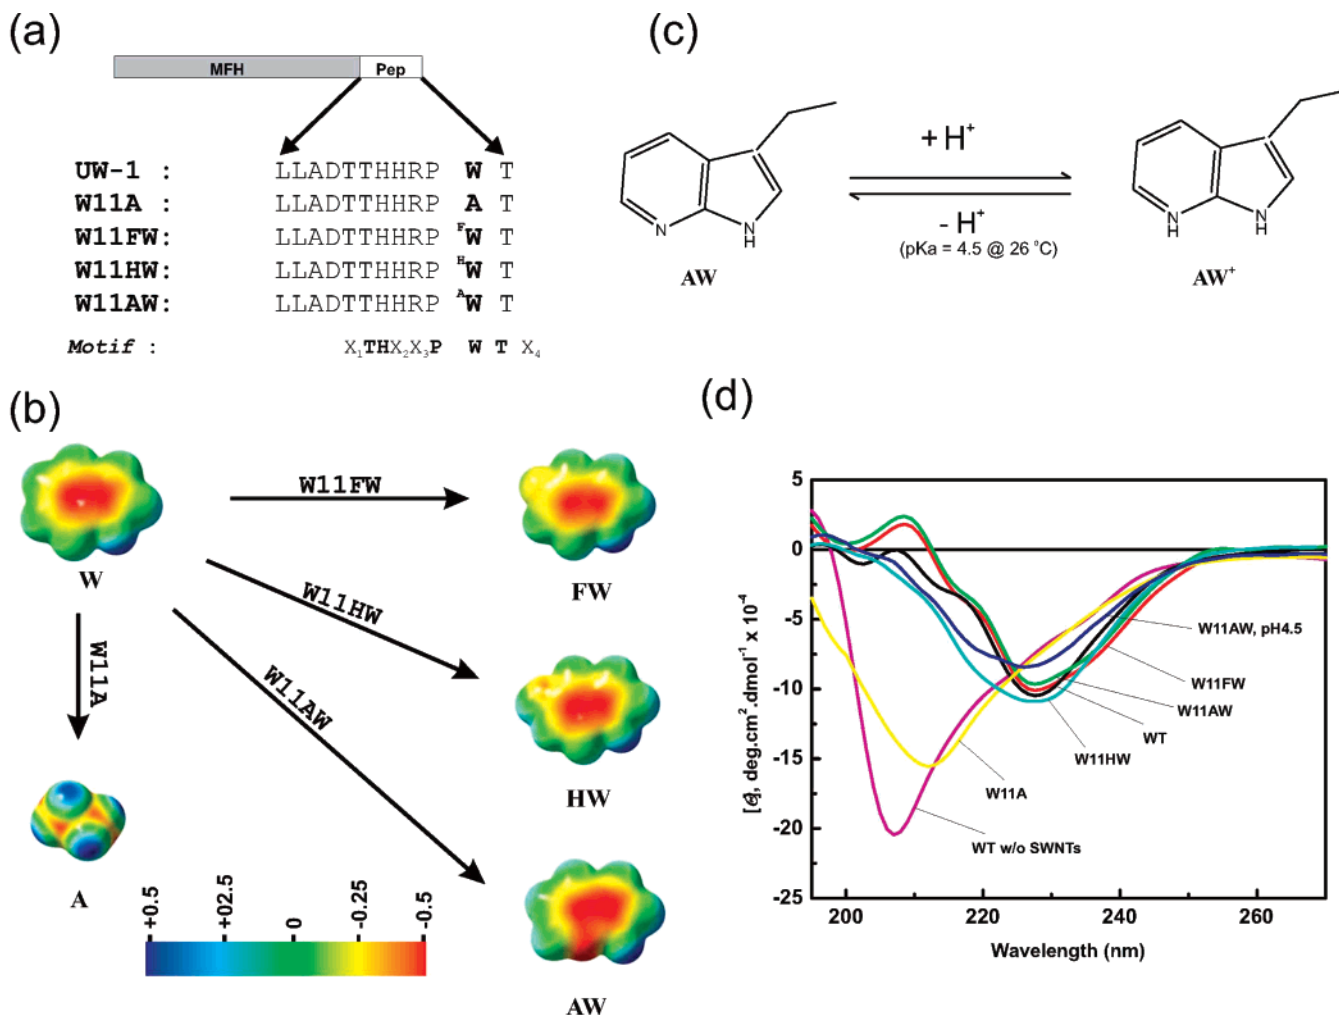 (a)
MFH Pep
UW-1 : LLADTTHHRP W T
W11A : LLADTTHHRP A T
W11FW: LLADTTHHRP FW T
W11HW: LLADTTHHRP HW T
W11AW: LLADTTHHRP AW T
Motif : X1THX2X3P W T X4
(c)
N
N
H
AW
+ H+
- H+
(pKa = 4.5 @ 26 °C)
N
H
N
H
AW+
(b)
W
W11FW
FW
W11HW
HW
W11AW
AW
W11A
A
+0.5
+02.5
0
-0.25
-0.5
(d)
[θ], deg.cm2.dmol-1 x 10-4
5
0
-5
-10
-15
-20
-25
200 220 240 260
Wavelength (nm)
W11AW, pH4.5
W11FW
W11AW
WT
W11HW
W11A
WT w/o SWNTs